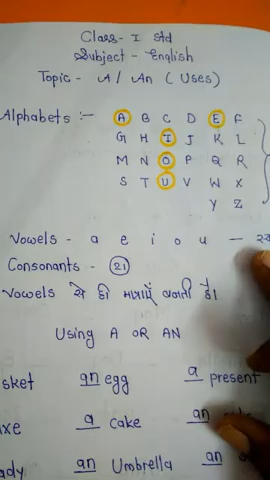 Class- I std
Subject - English
Topic - A / An ( Uses)
Alphabets :- A B C D E F
G H I J K L
M N O P Q R
S T U V W X
Y Z
Vowels - a e i o u -
Consonants - 21
Vowels से ही मात्राएँ बनती हैं।
Using A OR AN
an egg a present
a cake an
an Umbrella an